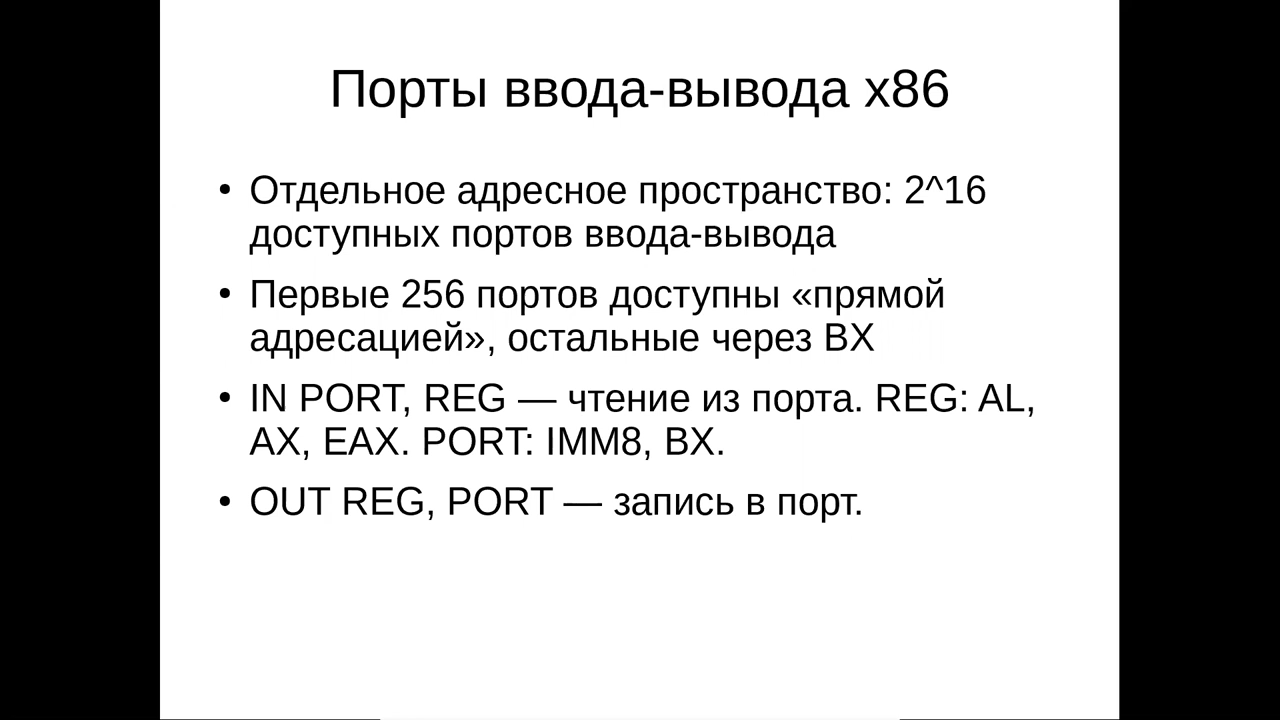 Порты ввода-вывода x86
• Отдельное адресное пространство: 2^16
доступных портов ввода-вывода
• Первые 256 портов доступны «прямой
адресацией», остальные через BX
• IN PORT, REG — чтение из порта. REG: AL,
AX, EAX. PORT: IMM8, BX.
• OUT REG, PORT — запись в порт.